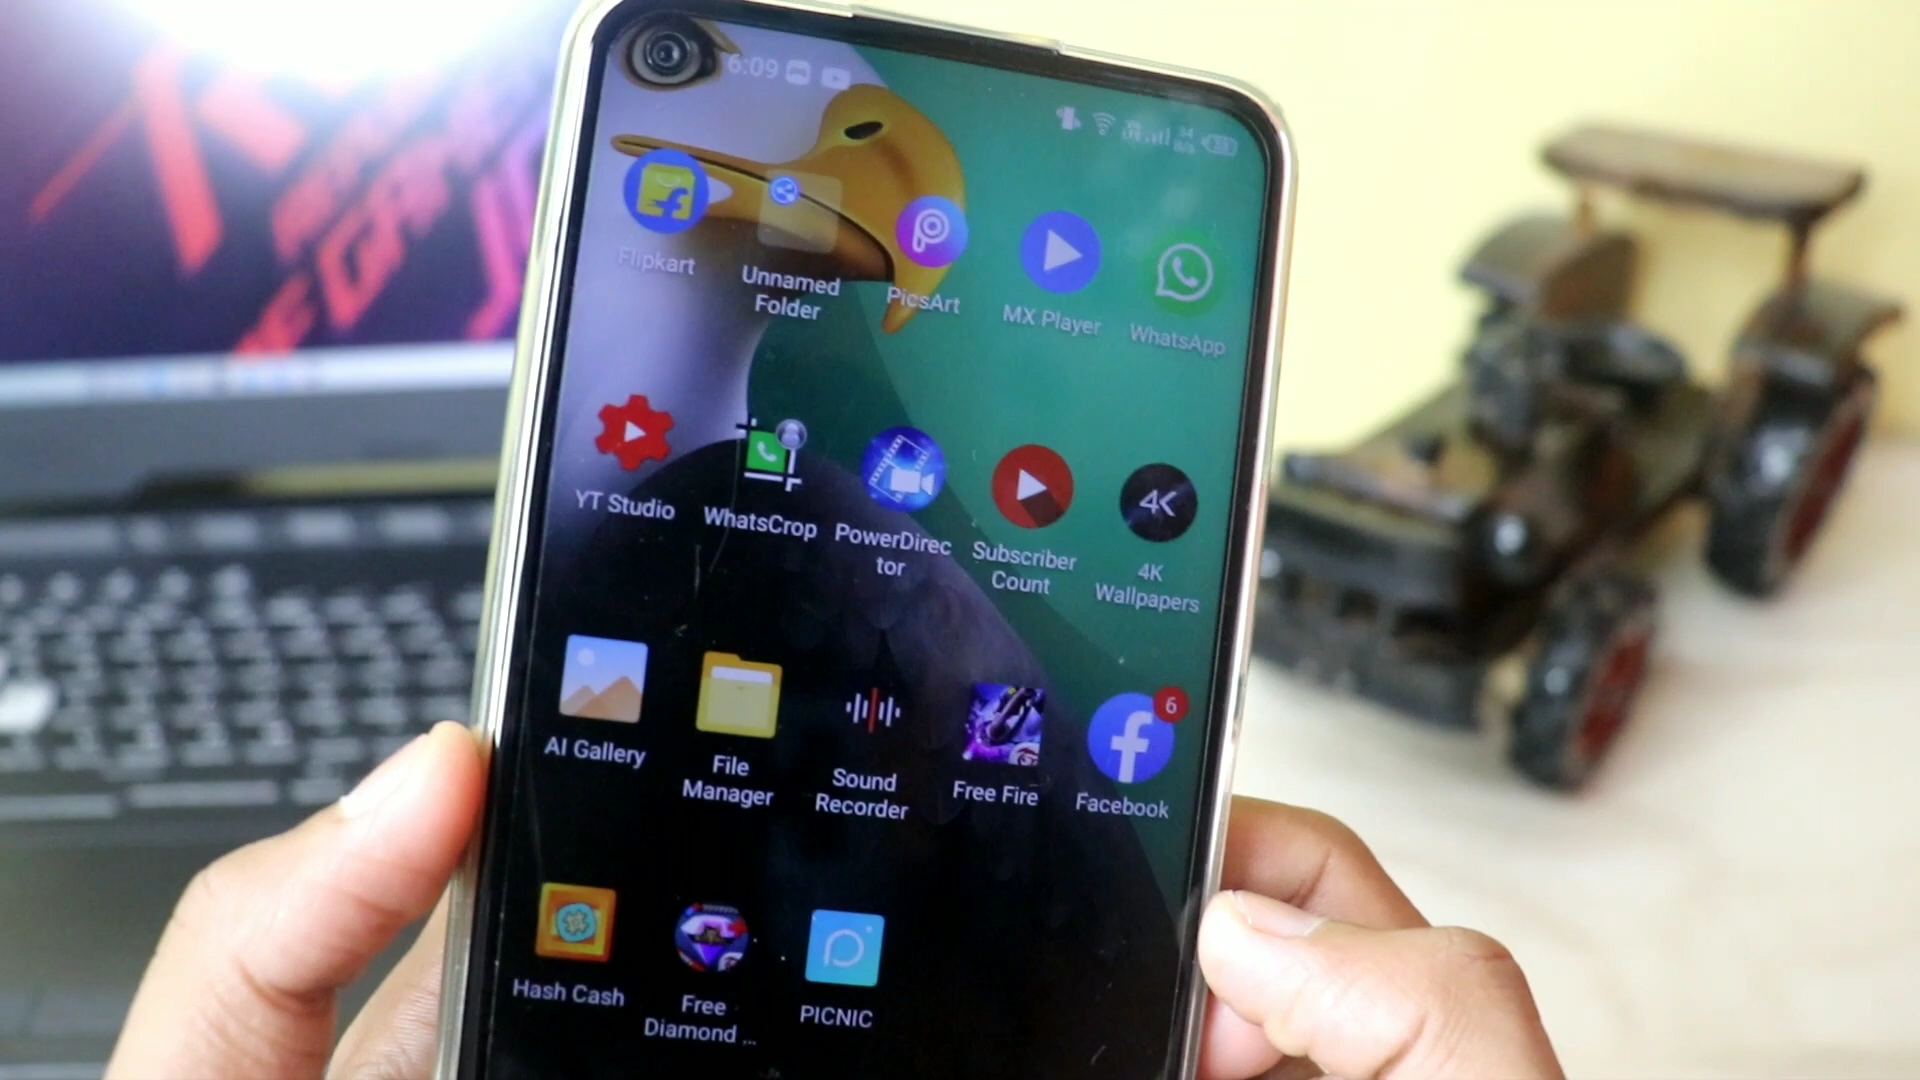 6:09
Flipkart
Unnamed
Folder
PicsArt
MX Player
WhatsApp
YT Studio
WhatsCrop
PowerDirec
tor
Subscriber
Count
4K
4K
Wallpapers
AI Gallery
File
Manager
Sound
Recorder
Free Fire
6
Facebook
Hash Cash
Free
Diamond ...
PICNIC